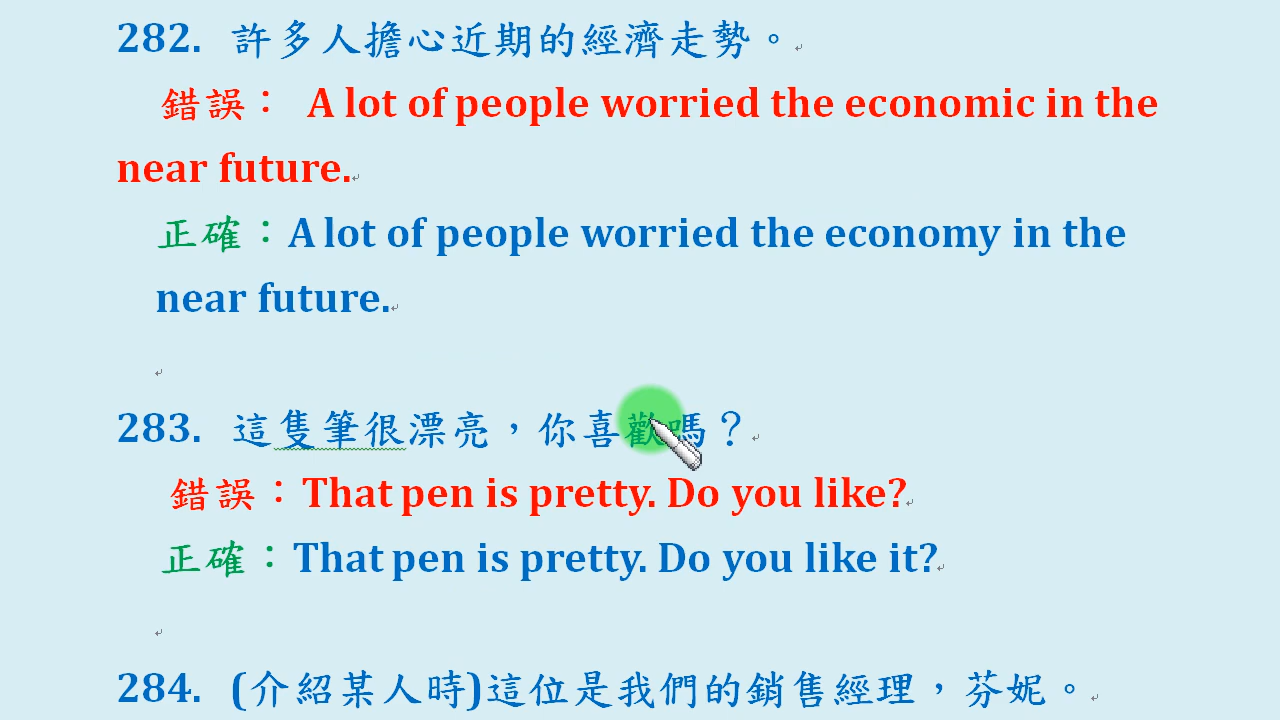 282. 許多人擔心近期的經濟走勢。
錯誤： A lot of people worried the economic in the
near future.
正確：A lot of people worried the economy in the
near future.
283. 這隻筆很漂亮，你喜歡嗎？
錯誤：That pen is pretty. Do you like?
正確：That pen is pretty. Do you like it?
284. (介紹某人時)這位是我們的銷售經理，芬妮。